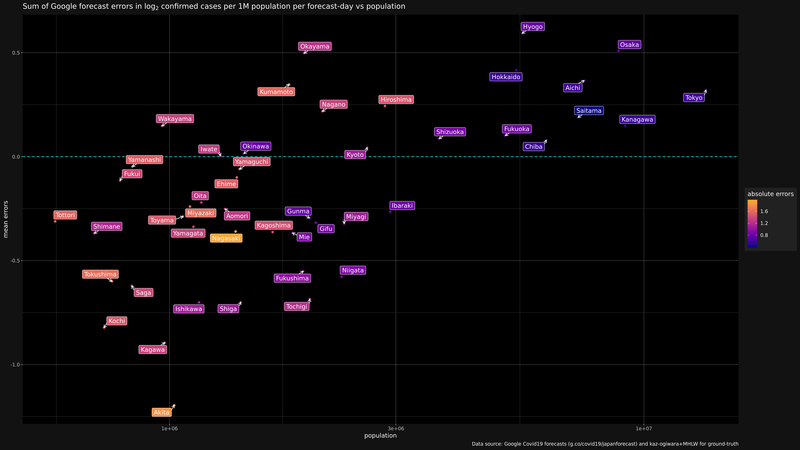 Sum of Google forecast errors in log2 confirmed cases per 1M population per forecast-day vs population
Hyogo
Osaka
Okayama
Hokkaido
Aichi
Kumamoto
Tokyo
Hiroshima
Nagano
Saitama
Wakayama
Kanagawa
Fukuoka
Shizuoka
Iwate
Okinawa
Chiba
Kyoto
Yamanashi
Yamaguchi
Fukui
Ehime
Oita
Ibaraki
Tottori
Toyama
Miyazaki
Aomori
Gunma
Miyagi
Shimane
Kagoshima
Gifu
Yamagata
Nagasaki
Mie
Tokushima
Fukushima
Niigata
Saga
Ishikawa
Shiga
Tochigi
Kochi
Kagawa
Akita
0.5
0.0
-0.5
-1.0
mean errors
1e+06
3e+06
1e+07
population
absolute errors
1.6
1.2
0.8
Data source: Google Covid19 forecasts (g.co/covid19/japanforecast) and kaz-ogiwara+MHLW for ground-truth